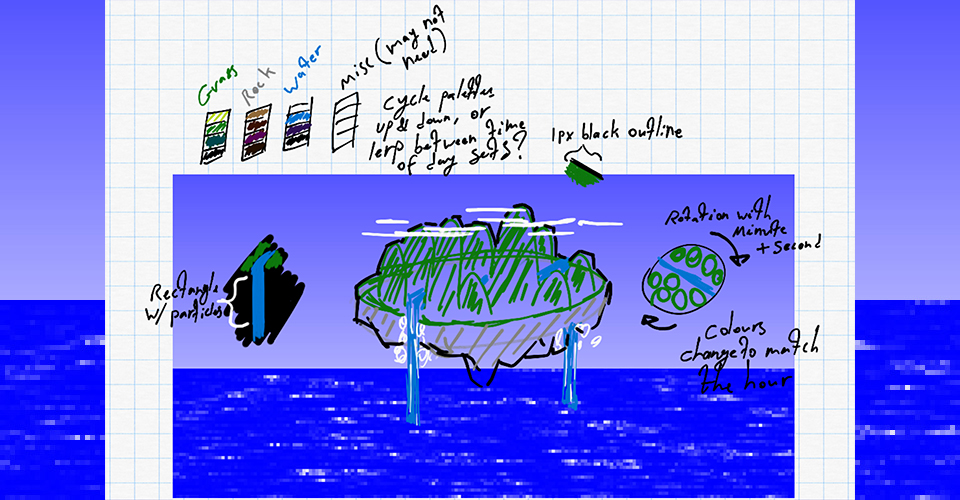 Grass
Rock
Water
Misc (may not
need)
Cycle palettes
up & down, or
lerp between time
of day sets?
1px black outline
Rotation with
Minute
+ Second
Rectangle
w/ particles
Colours
change to match
the hour